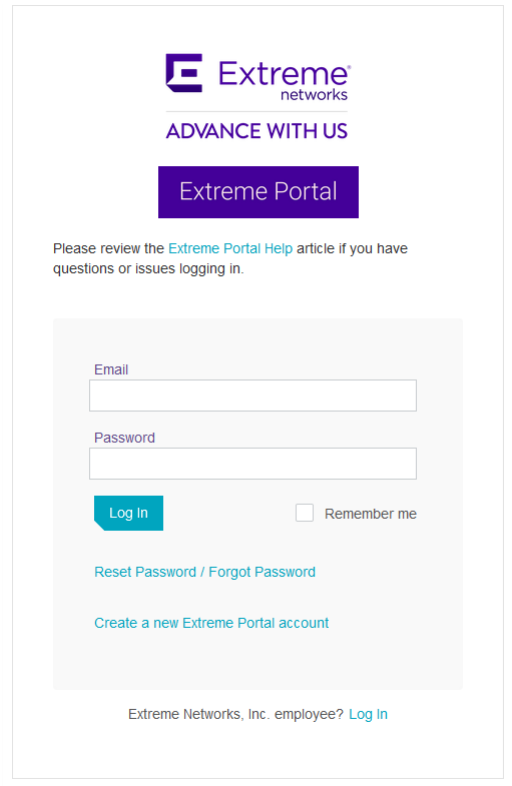 Extreme
networks
ADVANCE WITH US
Extreme Portal
Please review the Extreme Portal Help article if you have
questions or issues logging in.
Email
Password
Log In
Remember me
Reset Password / Forgot Password
Create a new Extreme Portal account
Extreme Networks, Inc. employee? Log In